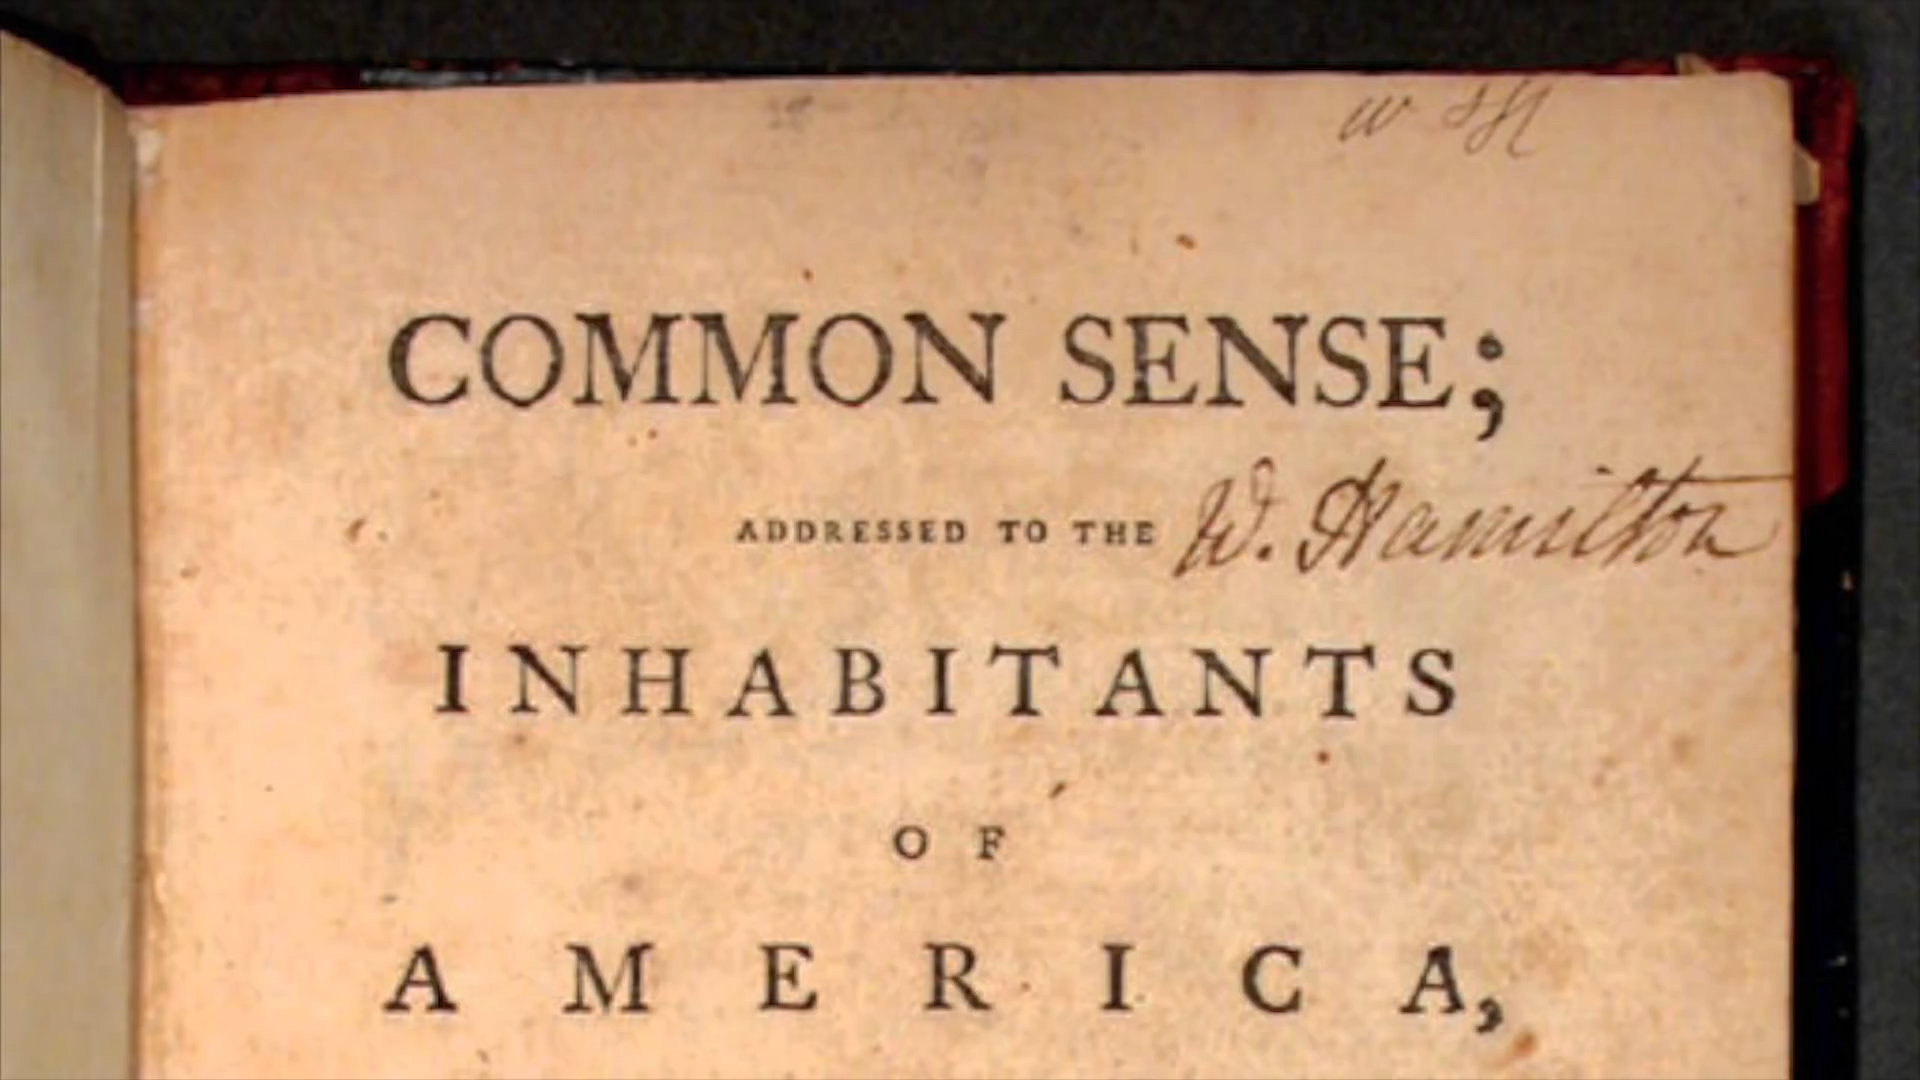 COMMON SENSE;
ADDRESSED TO THE W. Hamilton
INHABITANTS
OF
AMERICA,